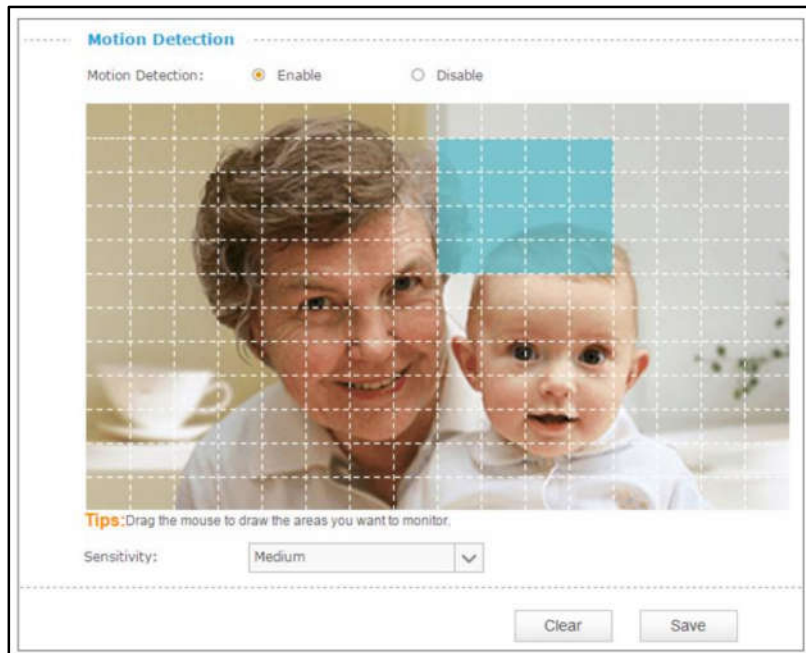 Motion Detection
Motion Detection: Enable Disable
Tips:Drag the mouse to draw the areas you want to monitor.
Sensitivity: Medium
Clear Save